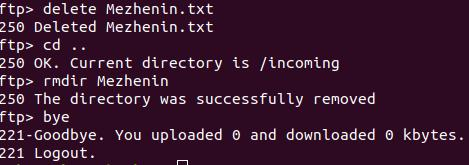 ftp> delete Mezhenin.txt
250 Deleted Mezhenin.txt
ftp> cd ..
250 OK. Current directory is /incoming
ftp> rmdir Mezhenin
250 The directory was successfully removed
ftp> bye
221-Goodbye. You uploaded 0 and downloaded 0 kbytes.
221 Logout.